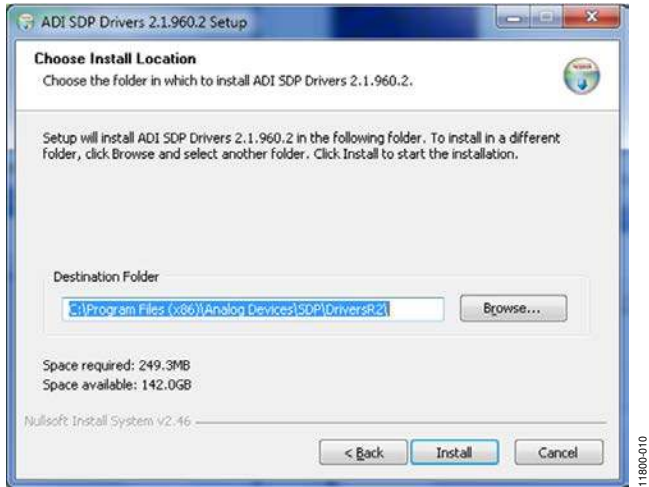 ADI SDP Drivers 2.1.960.2 Setup
Choose Install Location
Choose the folder in which to install ADI SDP Drivers 2.1.960.2.
Setup will install ADI SDP Drivers 2.1.960.2 in the following folder. To install in a different
folder, click Browse and select another folder. Click Install to start the installation.
Destination Folder
C:\Program Files (x86)\Analog Devices\SDP\DriversR2\
Browse...
Space required: 249.3MB
Space available: 142.0GB
Nullsoft Install System v2.46
< Back
Install
Cancel
11800-010